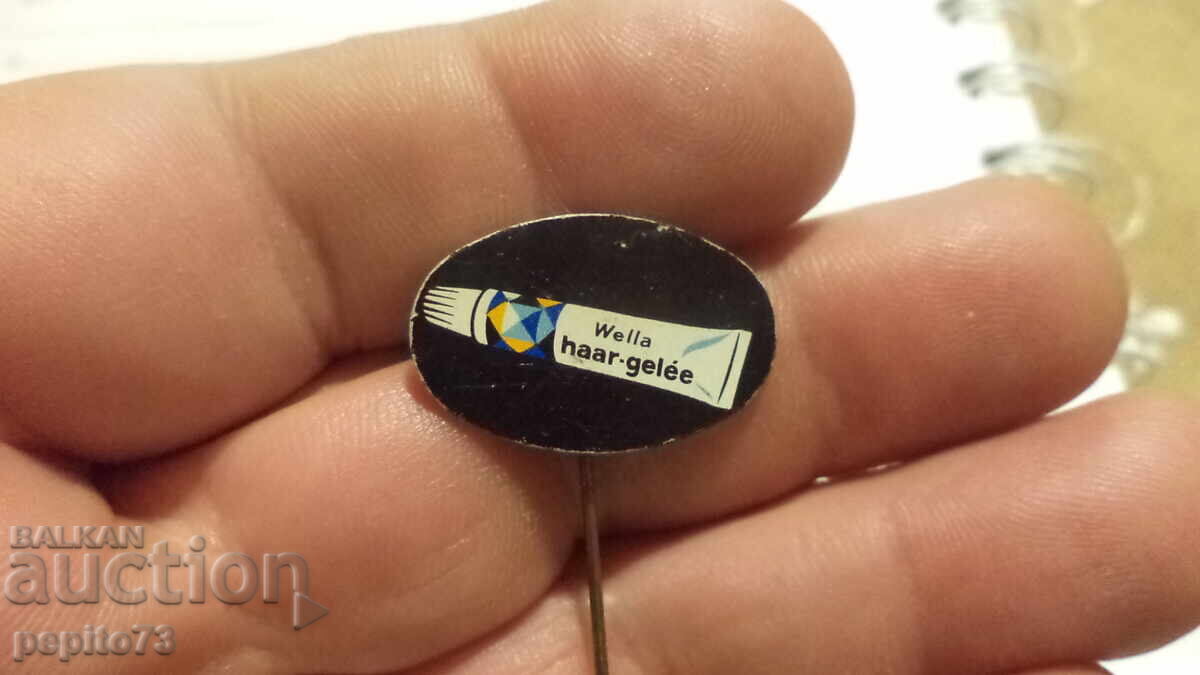 Wella
haar-gelée
BALKAN
auction
pepito73